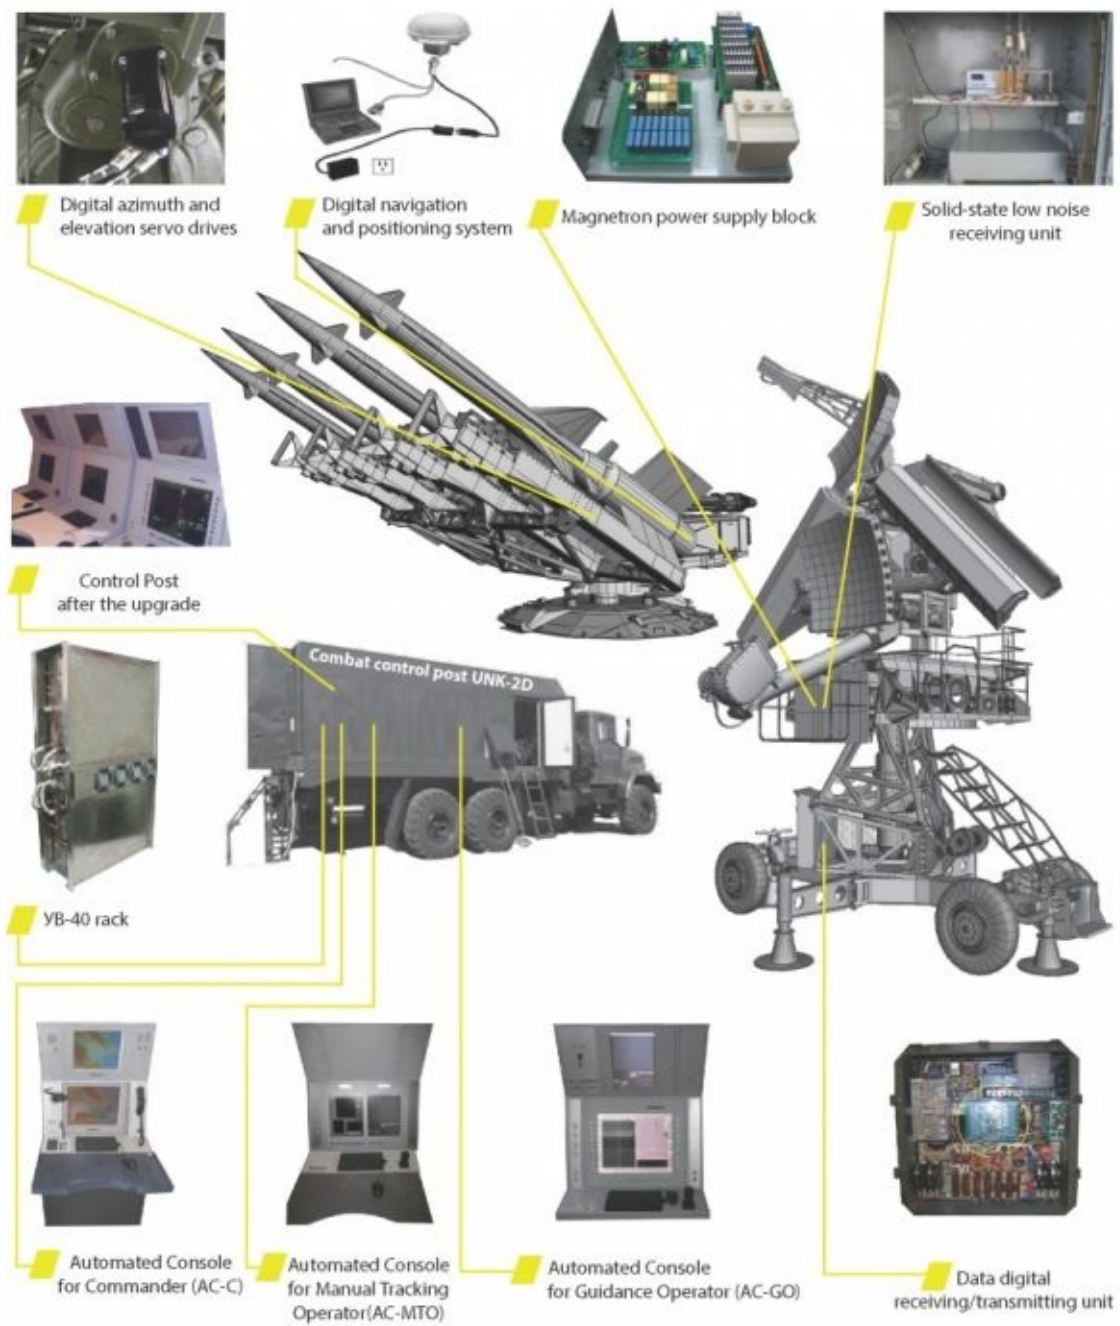 Digital azimuth and
elevation servo drives
Digital navigation
and positioning system
Magnetron power supply block
Solid-state low noise
receiving unit
Control Post
after the upgrade
Combat control post UNK-2D
УВ-40 rack
Automated Console
for Commander (AC-C)
Automated Console
for Manual Tracking
Operator(AC-MTO)
Automated Console
for Guidance Operator (AC-GO)
Data digital
receiving/transmitting unit